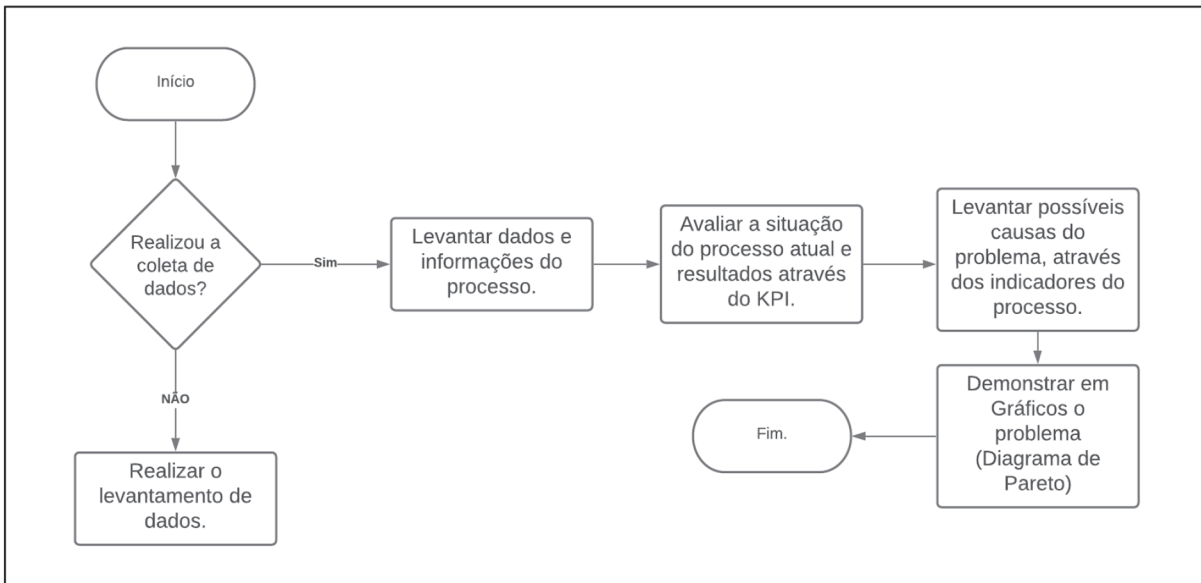 Início
Realizou a
coleta de
dados?
Sim
Levantar dados e
informações do
processo.
Avaliar a situação
do processo atual e
resultados através
do KPI.
Levantar possíveis
causas do
problema, através
dos indicadores do
processo.
NÃO
Realizar o
levantamento de
dados.
Demonstrar em
Gráficos o
problema
(Diagrama de
Pareto)
Fim.